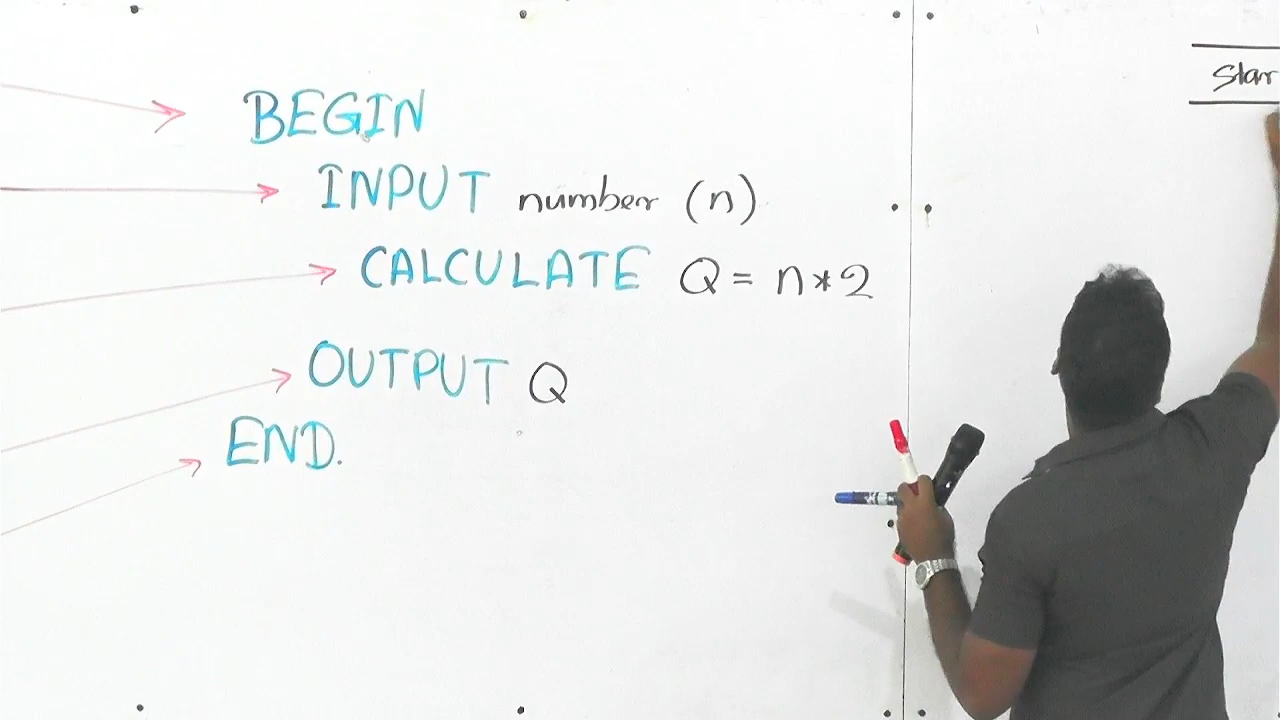 BEGIN
INPUT number (n)
CALCULATE Q = n*2
OUTPUT Q
END.